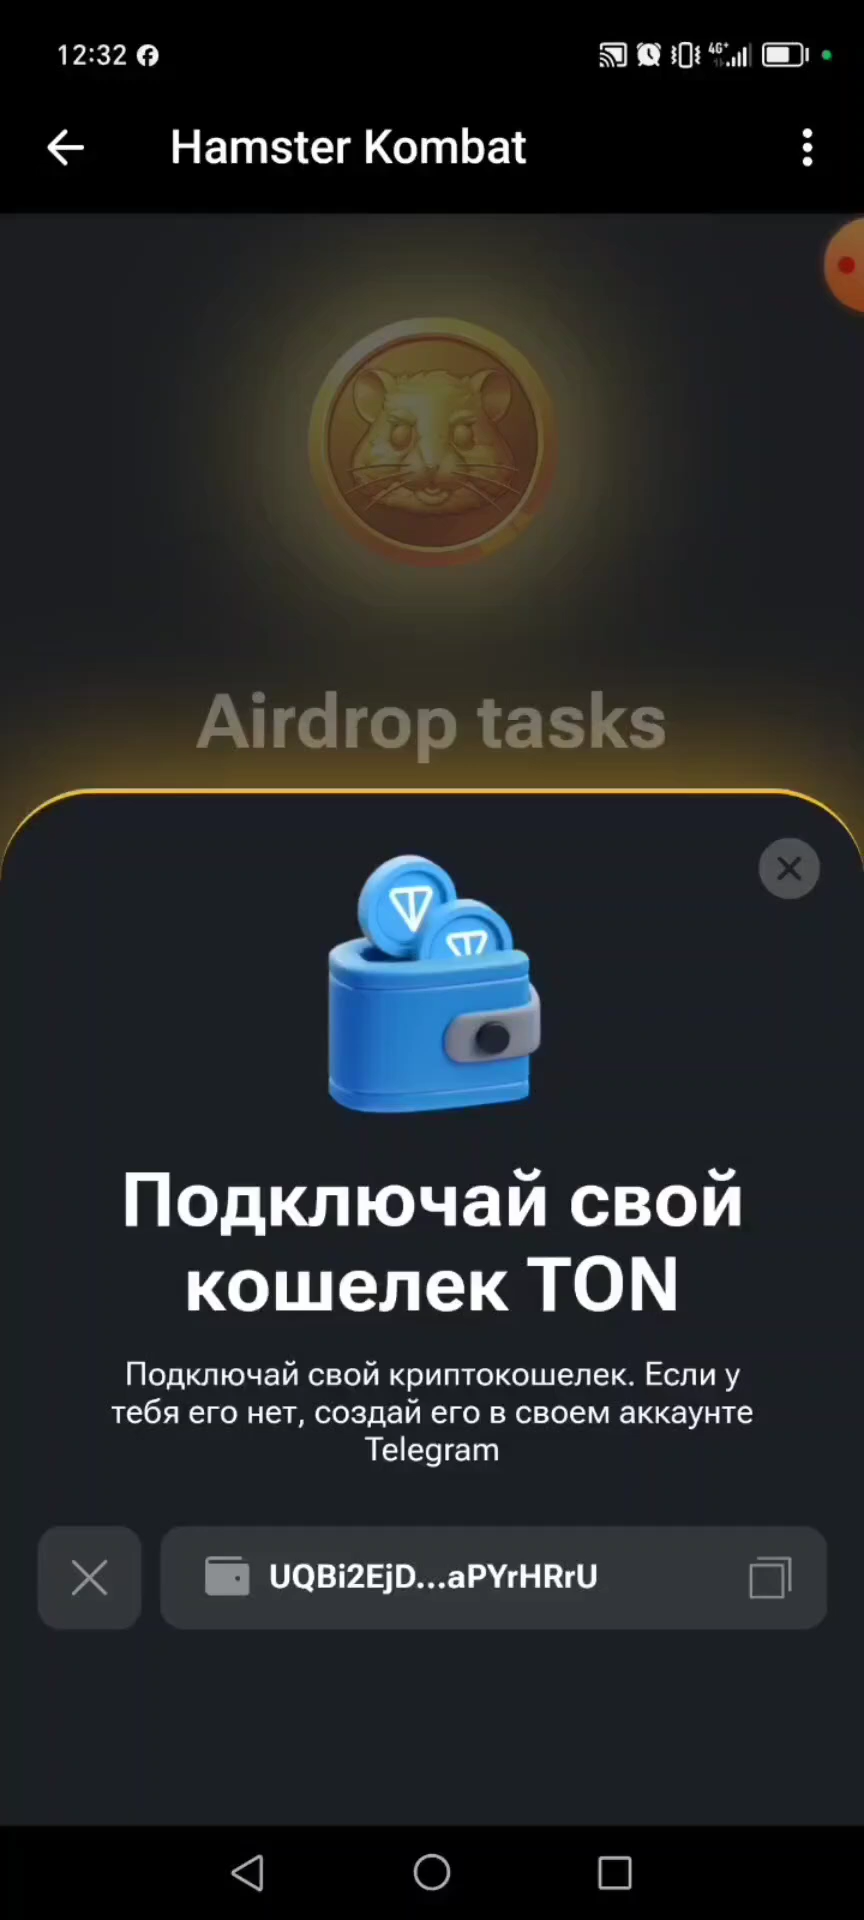 12:32
4G+
Hamster Kombat
Airdrop tasks
Подключай свой
кошелек TON
Подключай свой криптокошелек. Если у
тебя его нет, создай его в своем аккаунте
Telegram
UQBi2EjD...aPYrHRrU